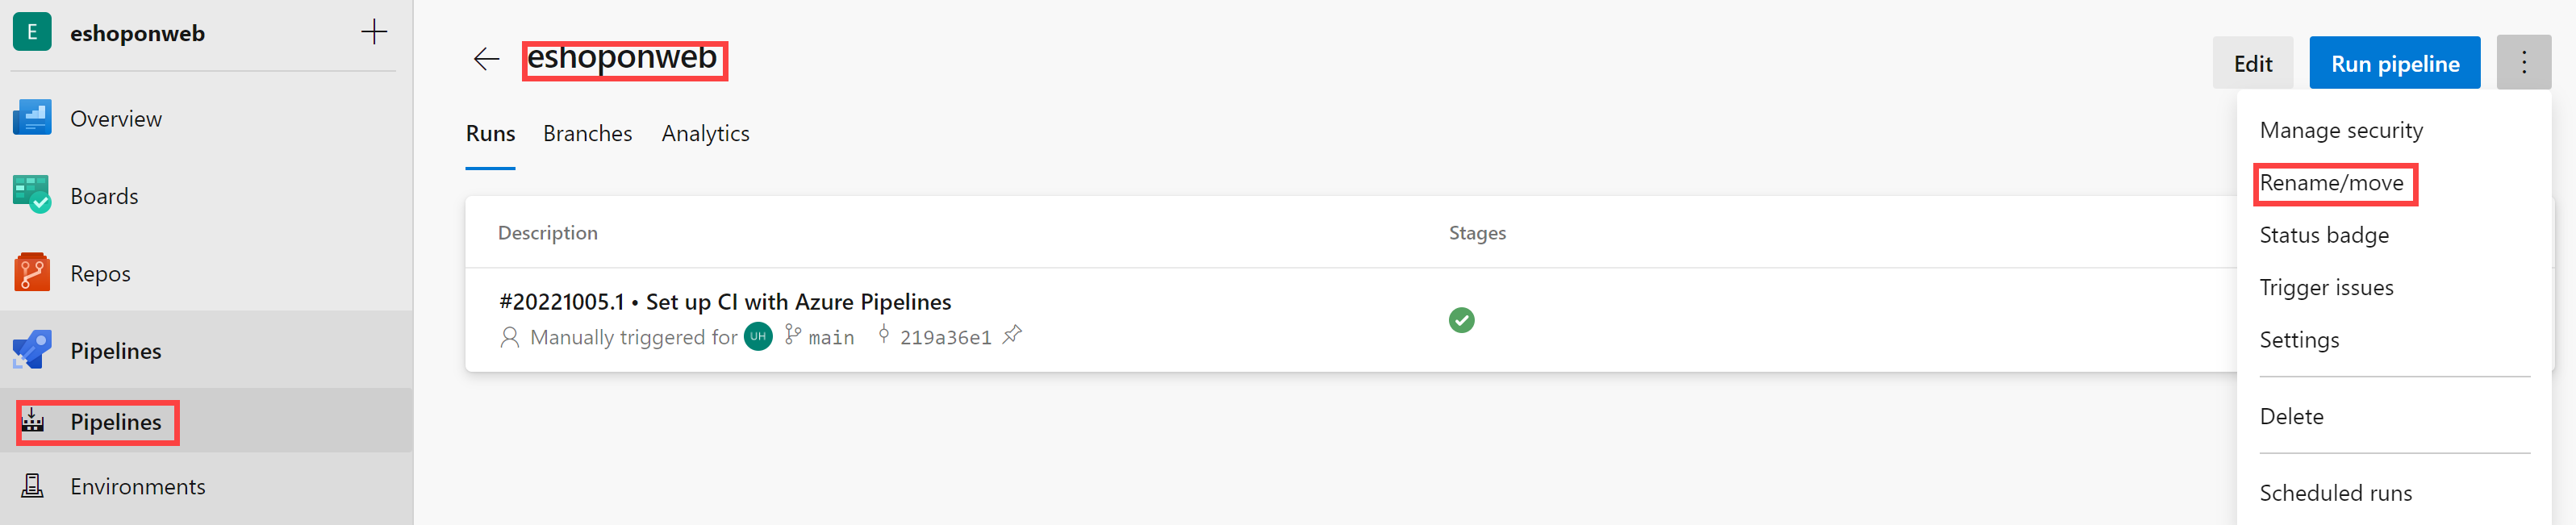 E eshoponweb
Overview
Boards
Repos
Pipelines
Pipelines
Environments
eshoponweb
Edit Run pipeline
Runs Branches Analytics
Description Stages
#20221005.1 • Set up CI with Azure Pipelines
Manually triggered for UH main 219a36e1
Manage security
Rename/move
Status badge
Trigger issues
Settings
Delete
Scheduled runs